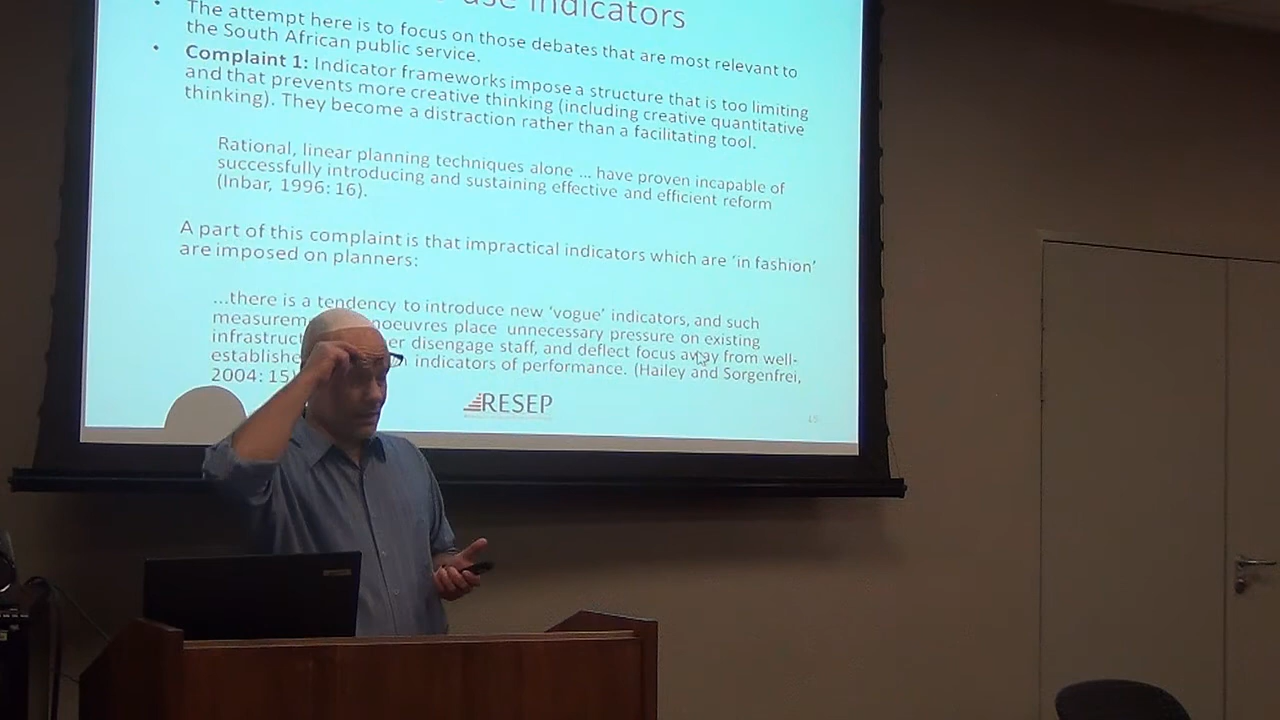 use indicators
• The attempt here is to focus on those debates that are most relevant to
the South African public service.
• Complaint 1: Indicator frameworks impose a structure that is too limiting
and that prevents more creative thinking (including creative quantitative
thinking). They become a distraction rather than a facilitating tool.
Rational, linear planning techniques alone ... have proven incapable of
successfully introducing and sustaining effective and efficient reform
(Inbar, 1996: 16).
A part of this complaint is that impractical indicators which are ‘in fashion’
are imposed on planners:
...there is a tendency to introduce new ‘vogue’ indicators, and such
place unnecessary pressure on existing
disengage staff, and deflect focus away from well-
indicators of performance. (Hailey and Sorgenfrei,
2004: 15)
RESEP
15